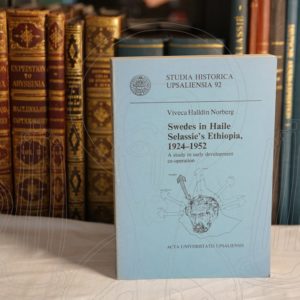 EXPEDITION
TO
ABYSSINIA
STUDIA HISTORICA
UPSALIENSIA 92
Viveca Halldin Norberg
Swedes in Haile
Selassie's Ethiopia,
1924–1952
A study in early development
co-operation
ACTA UNIVERSITATIS UPSALIENSIS